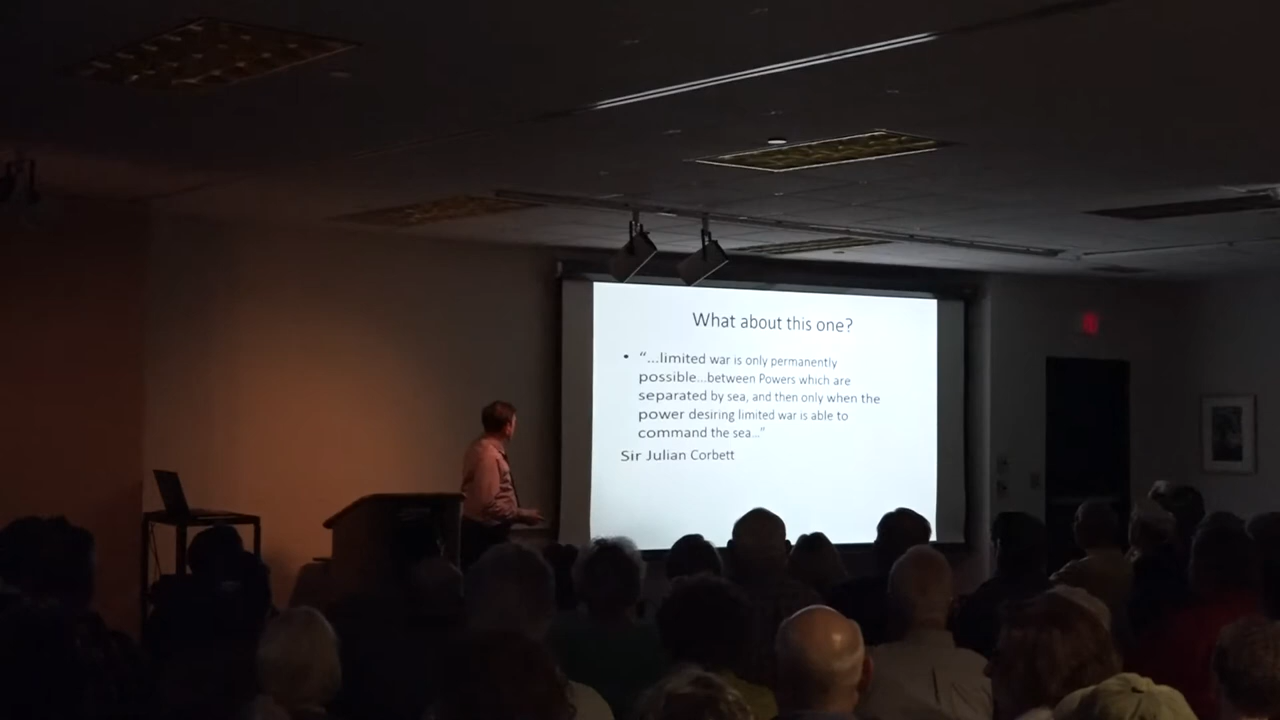 What about this one?
• “...limited war is only permanently
possible...between Powers which are
separated by sea, and then only when the
power desiring limited war is able to
command the sea...”
Sir Julian Corbett